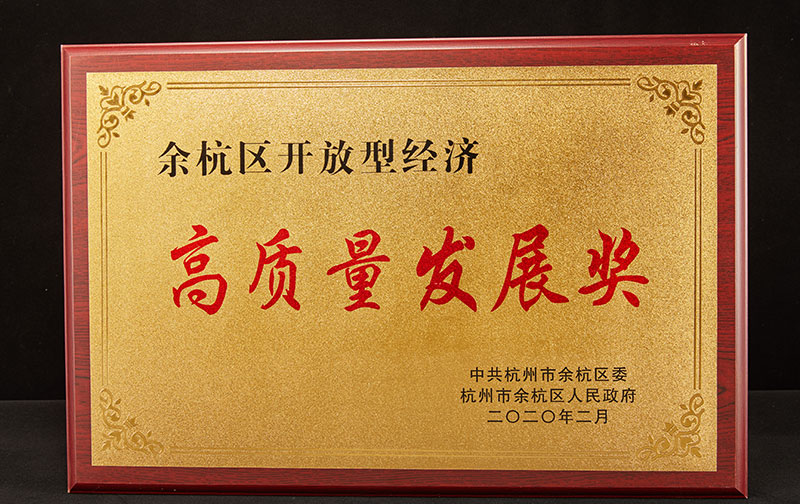 余杭区开放型经济
高质量发展奖
中共杭州市余杭区委
杭州市余杭区人民政府
二〇二〇年二月